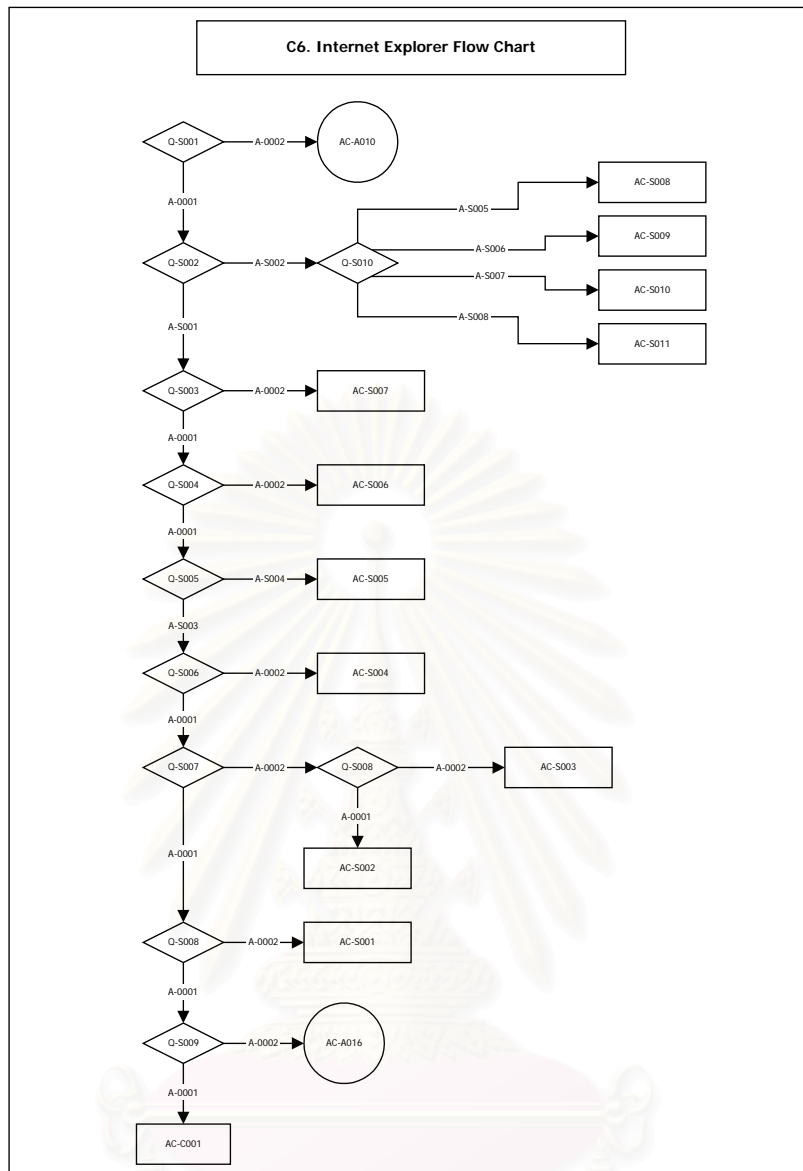 C6. Internet Explorer Flow Chart
Q-S001
A-0002
AC-A010
A-0001
A-S005
AC-S008
Q-S002
A-S002
Q-S010
A-S006
AC-S009
A-S007
AC-S010
A-S001
A-S008
AC-S011
Q-S003
A-0002
AC-S007
A-0001
Q-S004
A-0002
AC-S006
A-0001
Q-S005
A-S004
AC-S005
A-S003
Q-S006
A-0002
AC-S004
A-0001
Q-S007
A-0002
Q-S008
A-0002
AC-S003
A-0001
A-0001
AC-S002
Q-S008
A-0002
AC-S001
A-0001
Q-S009
A-0002
AC-A016
A-0001
AC-C001